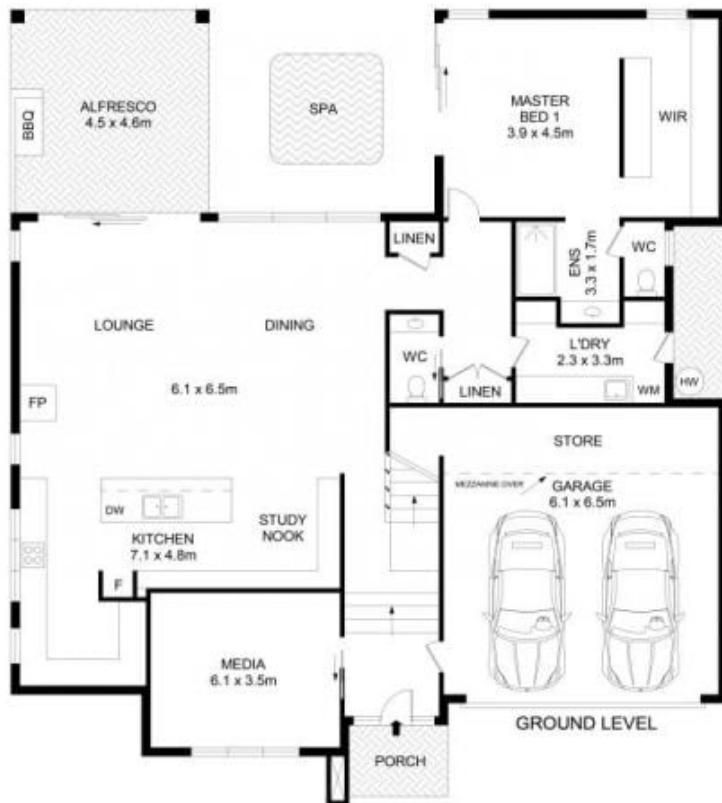 ALFRESCO
4.5 x 4.6m
BBQ
SPA
MASTER
BED 1
3.9 x 4.5m
WIR
LINEN
ENS
3.3 x 1.7m
WC
LOUNGE
DINING
6.1 x 6.5m
WC
L'DRY
2.3 x 3.3m
HW
WM
LINEN
FP
STORE
MEZZANINE OVER
GARAGE
6.1 x 6.5m
DW
KITCHEN
7.1 x 4.8m
STUDY
NOOK
F
MEDIA
6.1 x 3.5m
PORCH
GROUND LEVEL